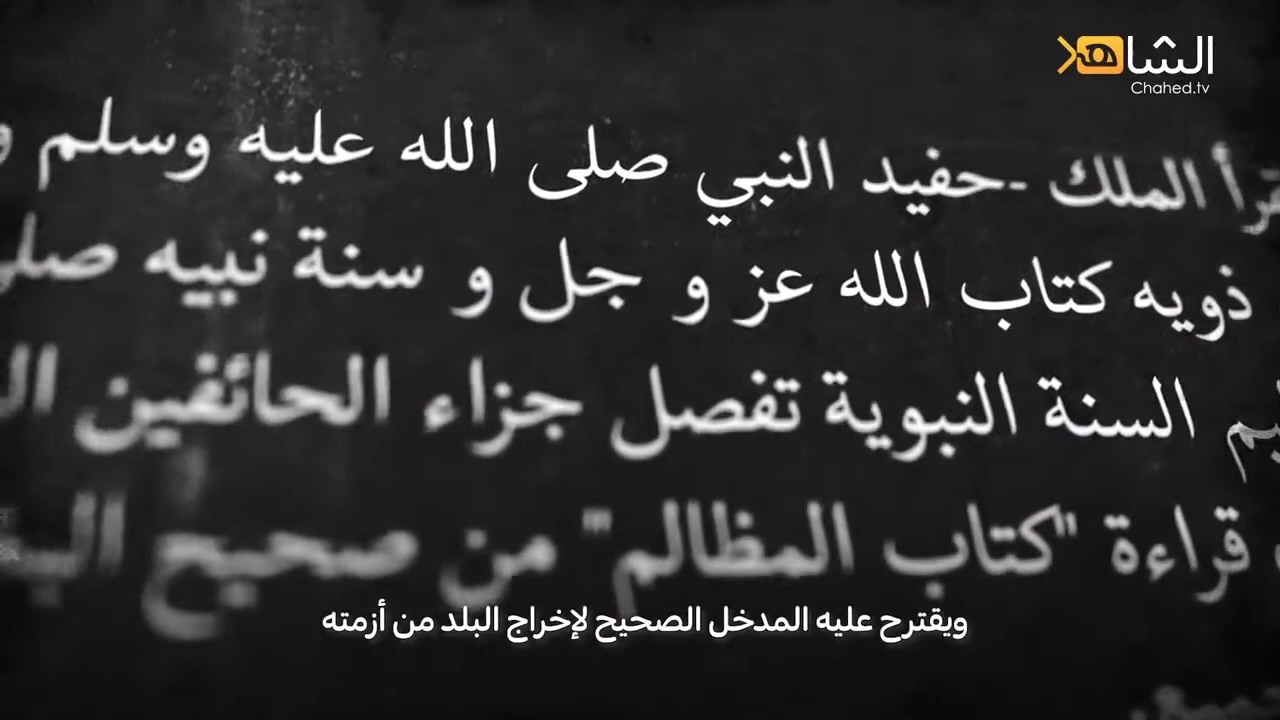 الشاهد
Chahed.tv
الملك -حفيد النبي صلى الله عليه وسلم
ذويه كتاب الله عز و جل و سنة نبيه
السنة النبوية تفصل جزاء الحائفين
قراءة "كتاب المظالم" من صحيح
ويقترح عليه المدخل الصحيح لإخراج البلد من أزمته